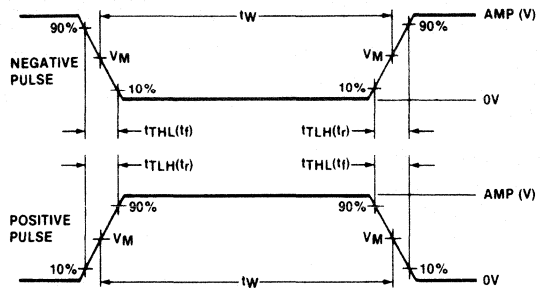 tW
AMP (V)
90% 90%
NEGATIVE
PULSE
VM VM
10% 10%
0V
tTHL(tf) tTLH(tr)
tTLH(tr) tTHL(tf)
AMP (V)
90% 90%
POSITIVE
PULSE
VM VM
10% 10%
tW
0V